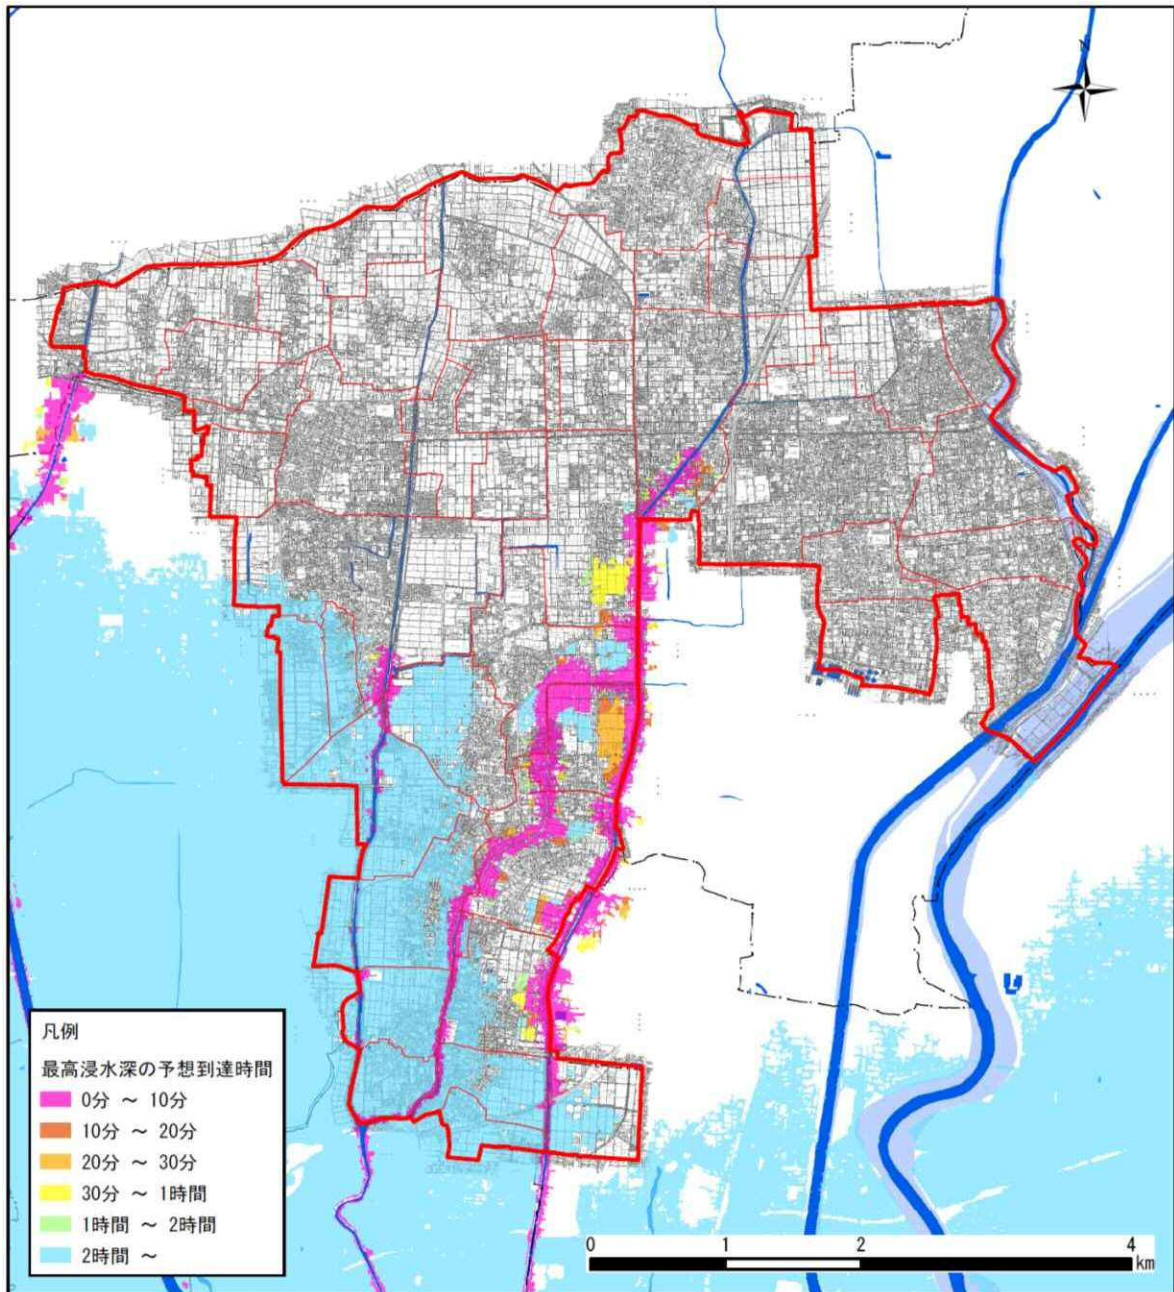 N
凡例
最高浸水深の予想到達時間
0分 ～ 10分
10分 ～ 20分
20分 ～ 30分
30分 ～ 1時間
1時間 ～ 2時間
2時間 ～
0 1 2 4
km